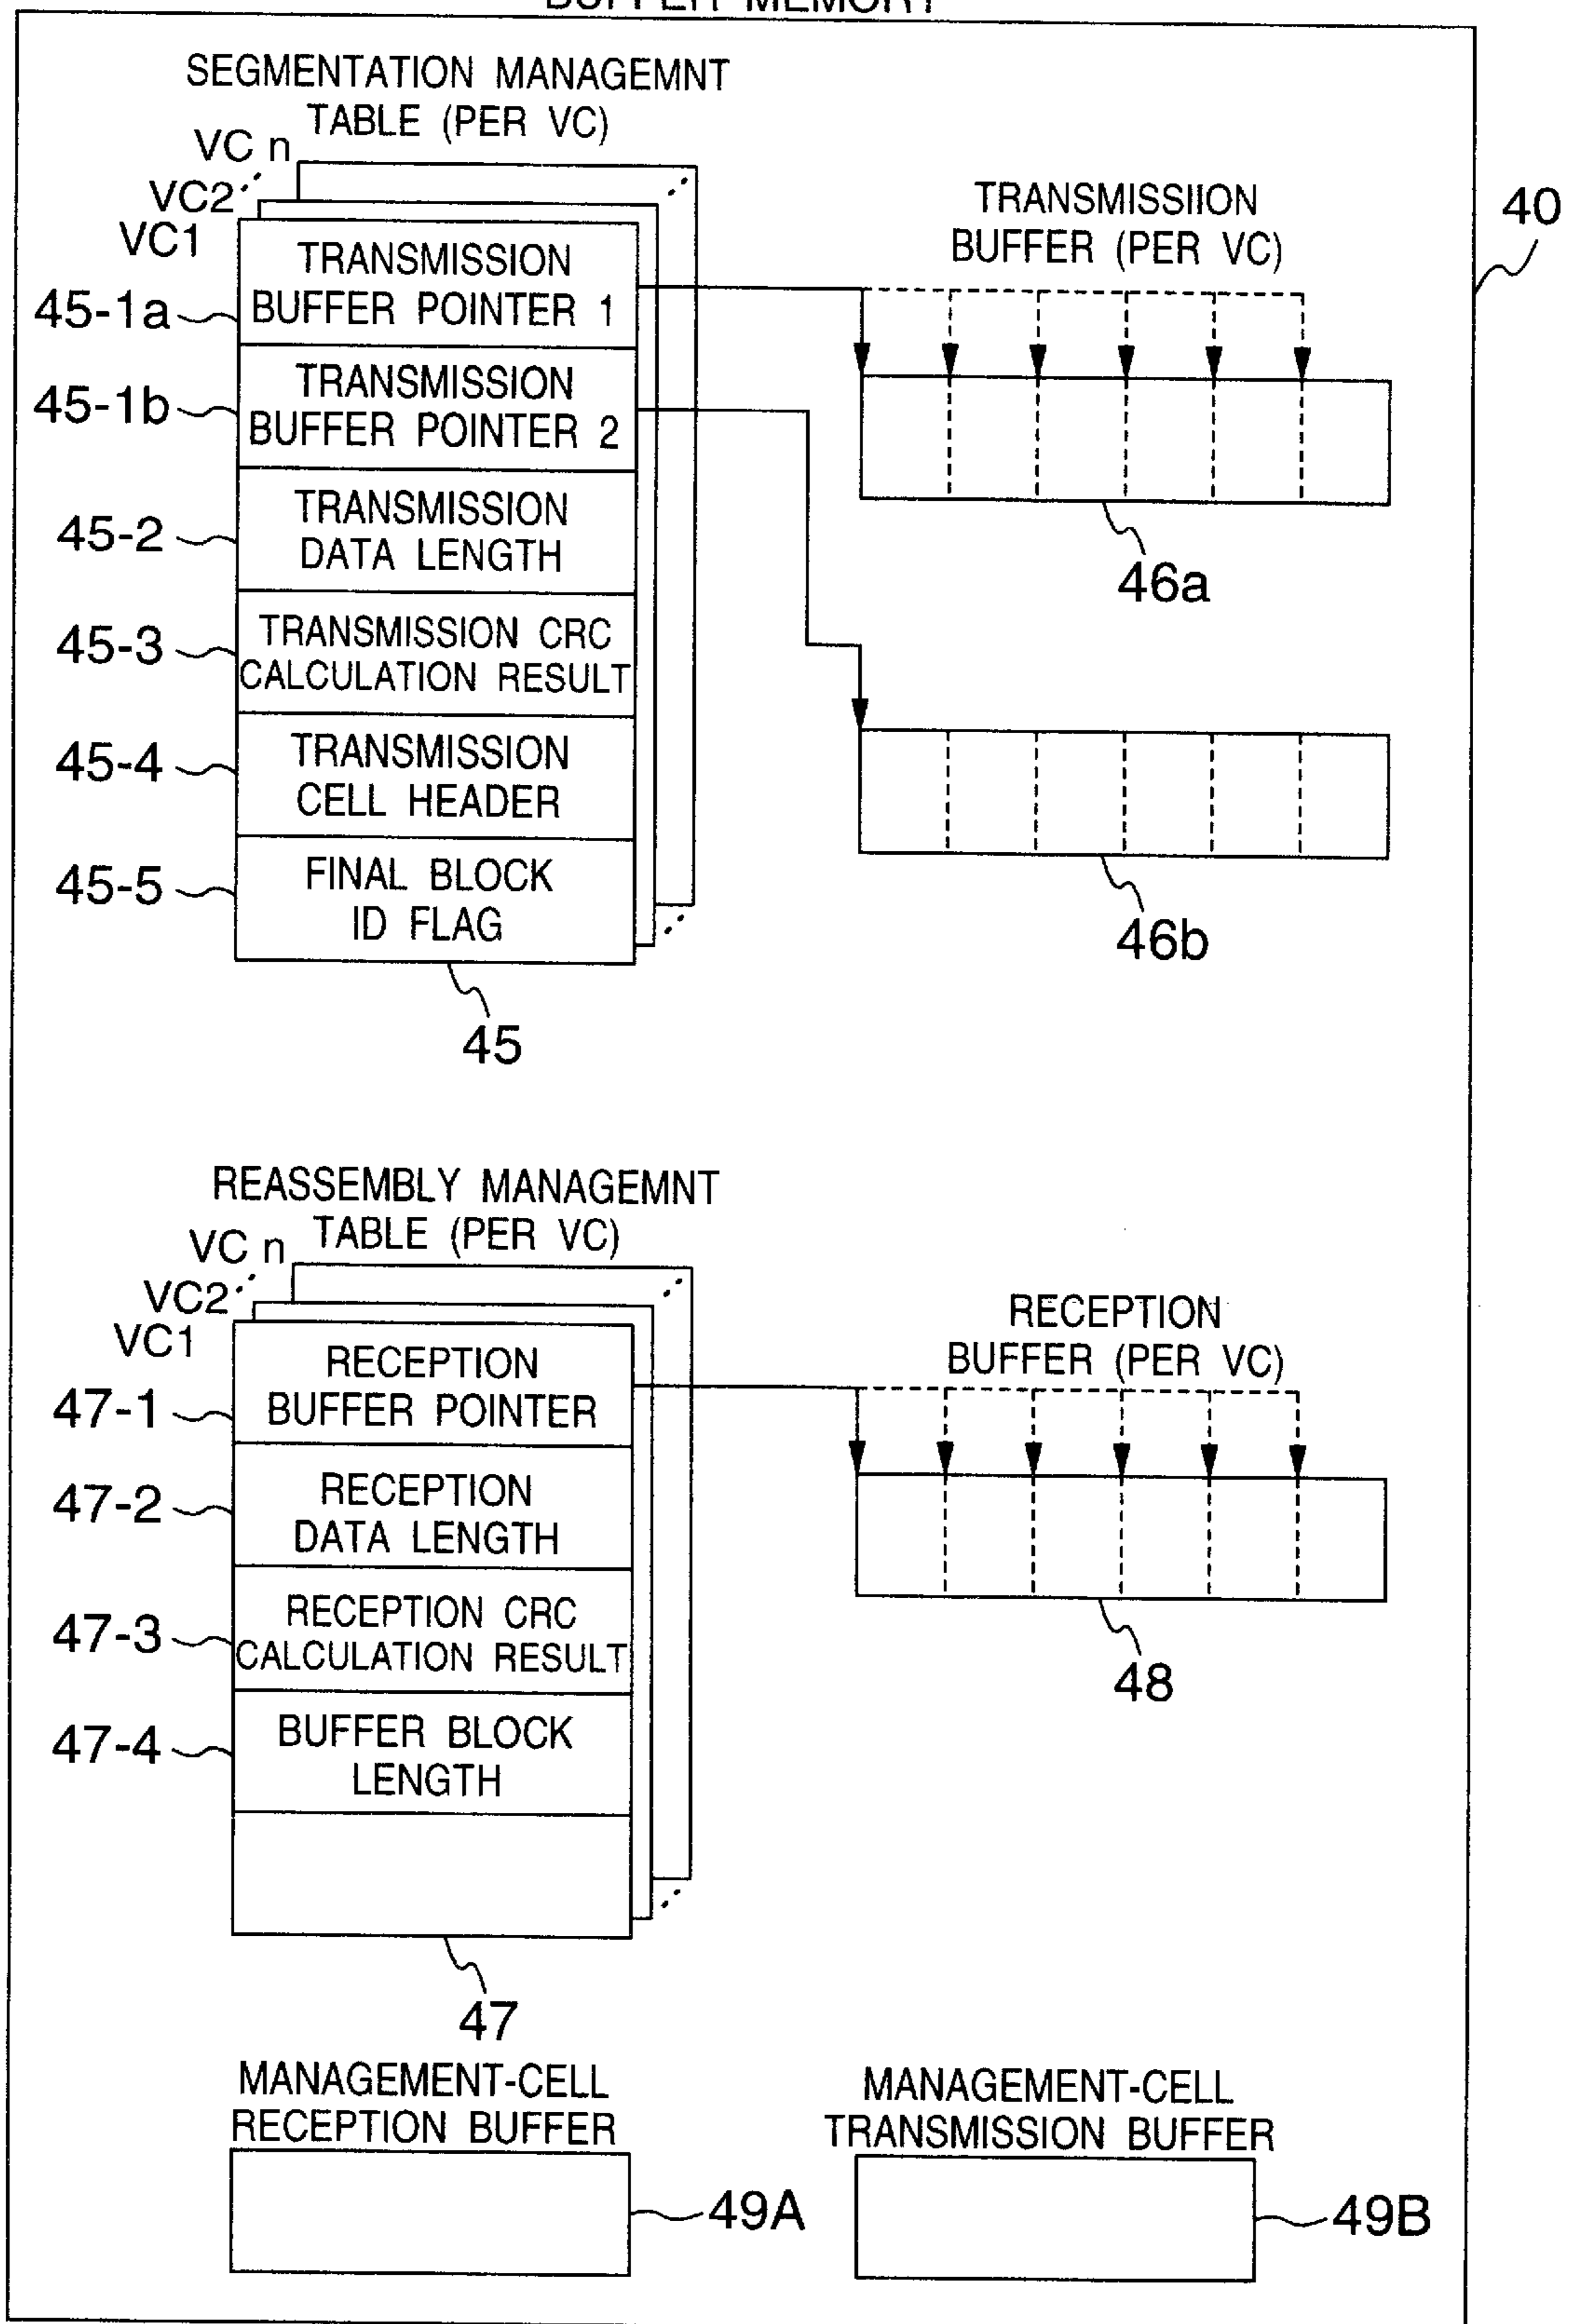 BUFFER MEMORY
SEGMENTATION MANAGEMNT
TABLE (PER VC)
VC n
VC2
VC1
TRANSMISSION
BUFFER POINTER 1
45-1a
TRANSMISSION
BUFFER POINTER 2
45-1b
TRANSMISSION
DATA LENGTH
45-2
TRANSMISSION CRC
CALCULATION RESULT
45-3
TRANSMISSION
CELL HEADER
45-4
FINAL BLOCK
ID FLAG
45-5
45
TRANSMISSIION
BUFFER (PER VC)
40
46a
46b
REASSEMBLY MANAGEMNT
TABLE (PER VC)
VC n
VC2
VC1
RECEPTION
BUFFER POINTER
47-1
RECEPTION
DATA LENGTH
47-2
RECEPTION CRC
CALCULATION RESULT
47-3
BUFFER BLOCK
LENGTH
47-4
47
RECEPTION
BUFFER (PER VC)
48
MANAGEMENT-CELL
RECEPTION BUFFER
49A
MANAGEMENT-CELL
TRANSMISSION BUFFER
49B